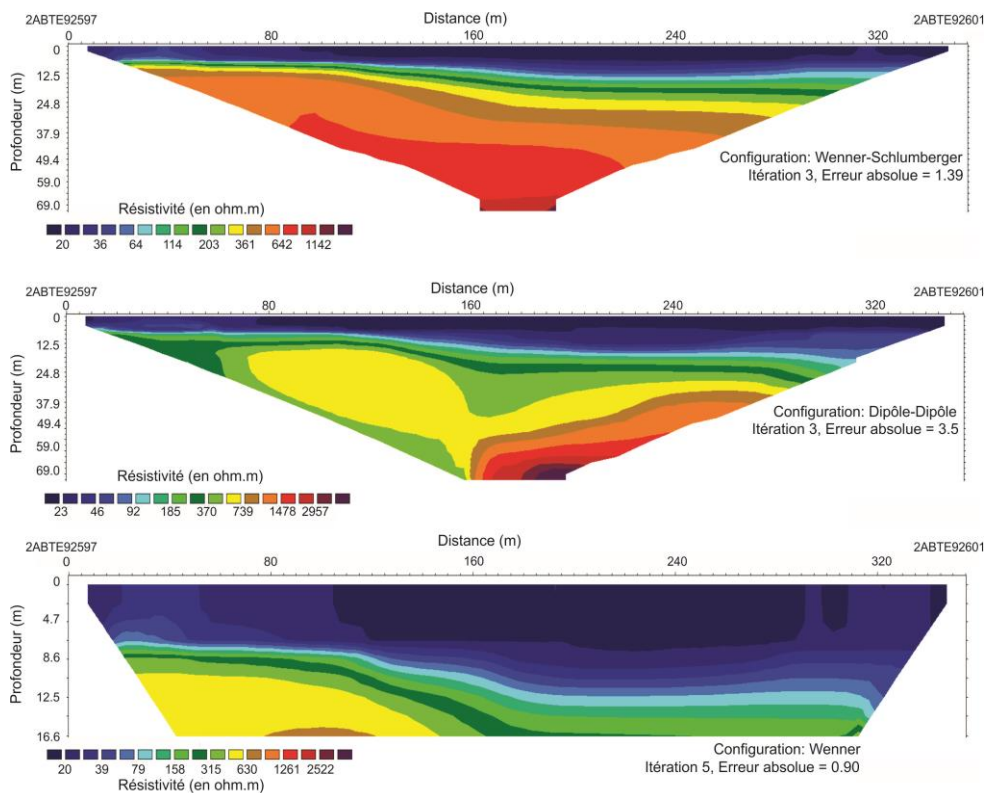 Distance (m)
2ABTE92597 2ABTE92601
0 80 160 240 320
Profondeur (m)
0
12.5
24.8
37.9
49.4
59.0
69.0
Configuration: Wenner-Schlumberger
Itération 3, Erreur absolue = 1.39
Résistivité (en ohm.m)
20 36 64 114 203 361 642 1142
Distance (m)
2ABTE92597 2ABTE92601
0 80 160 240 320
Profondeur (m)
0
12.5
24.8
37.9
49.4
59.0
69.0
Configuration: Dipôle-Dipôle
Itération 3, Erreur absolue = 3.5
Résistivité (en ohm.m)
23 46 92 185 370 739 1478 2957
Distance (m)
2ABTE92597 2ABTE92601
0 80 160 240 320
Profondeur (m)
0
4.7
8.6
12.5
16.6
Configuration: Wenner
Itération 5, Erreur absolue = 0.90
20 39 79 158 315 630 1261 2522
Résistivité (en ohm.m)